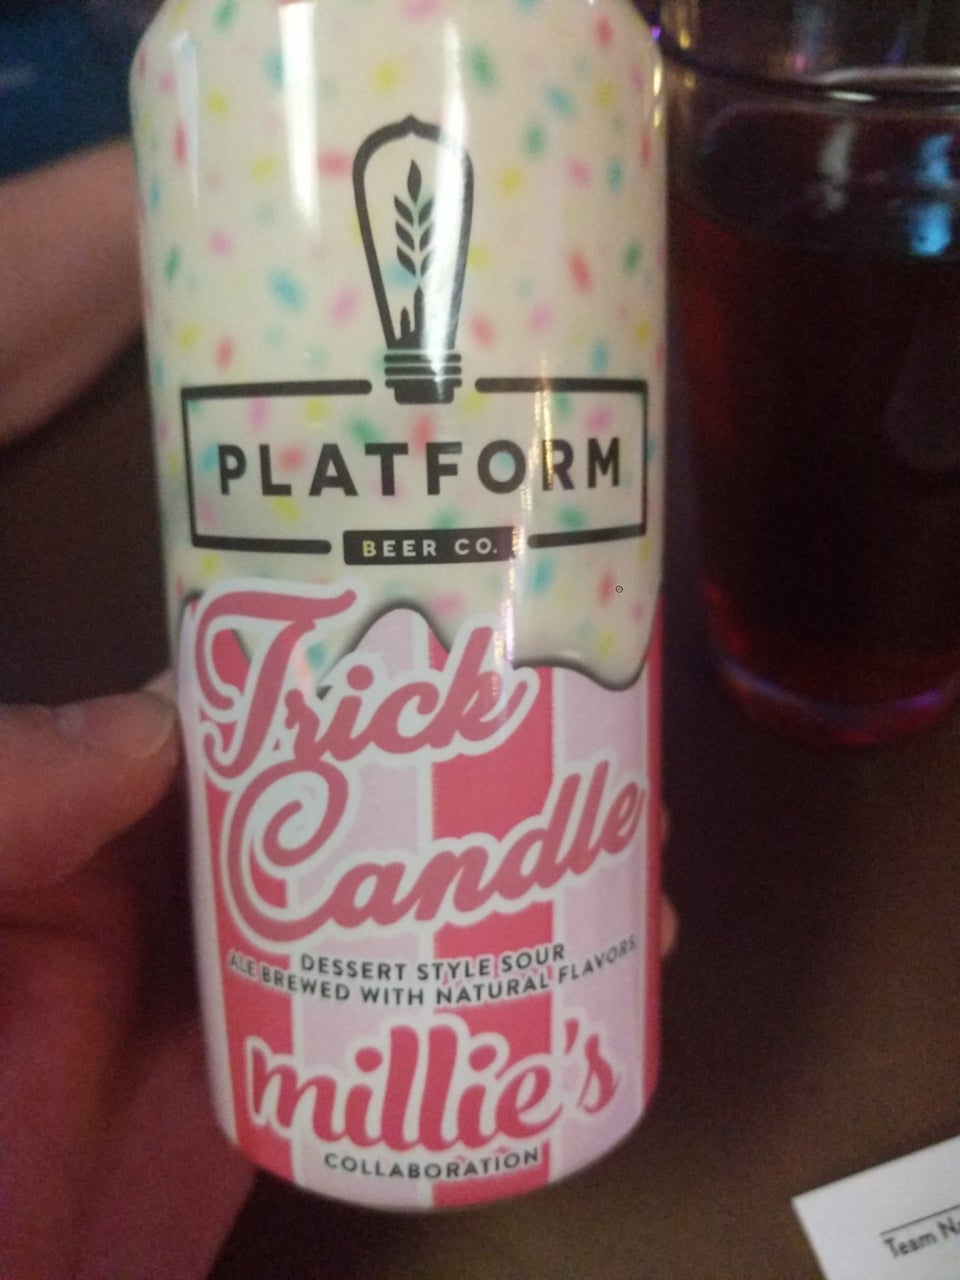 PLATFORM
BEER CO.
Trick
Candle
DESSERT STYLE SOUR
ALE BREWED WITH NATURAL FLAVORS.
millie's
COLLABORATION
Team